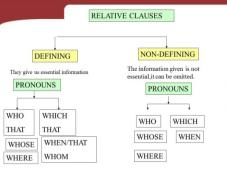 RELATIVE CLAUSES
DEFINING
They give us essential information
PRONOUNS
WHO
THAT
WHICH
THAT
WHOSE
WHEN/THAT
WHERE
WHOM
NON-DEFINING
The information given is not
essential,it can be omitted.
PRONOUNS
WHO
WHICH
WHOSE
WHEN
WHERE